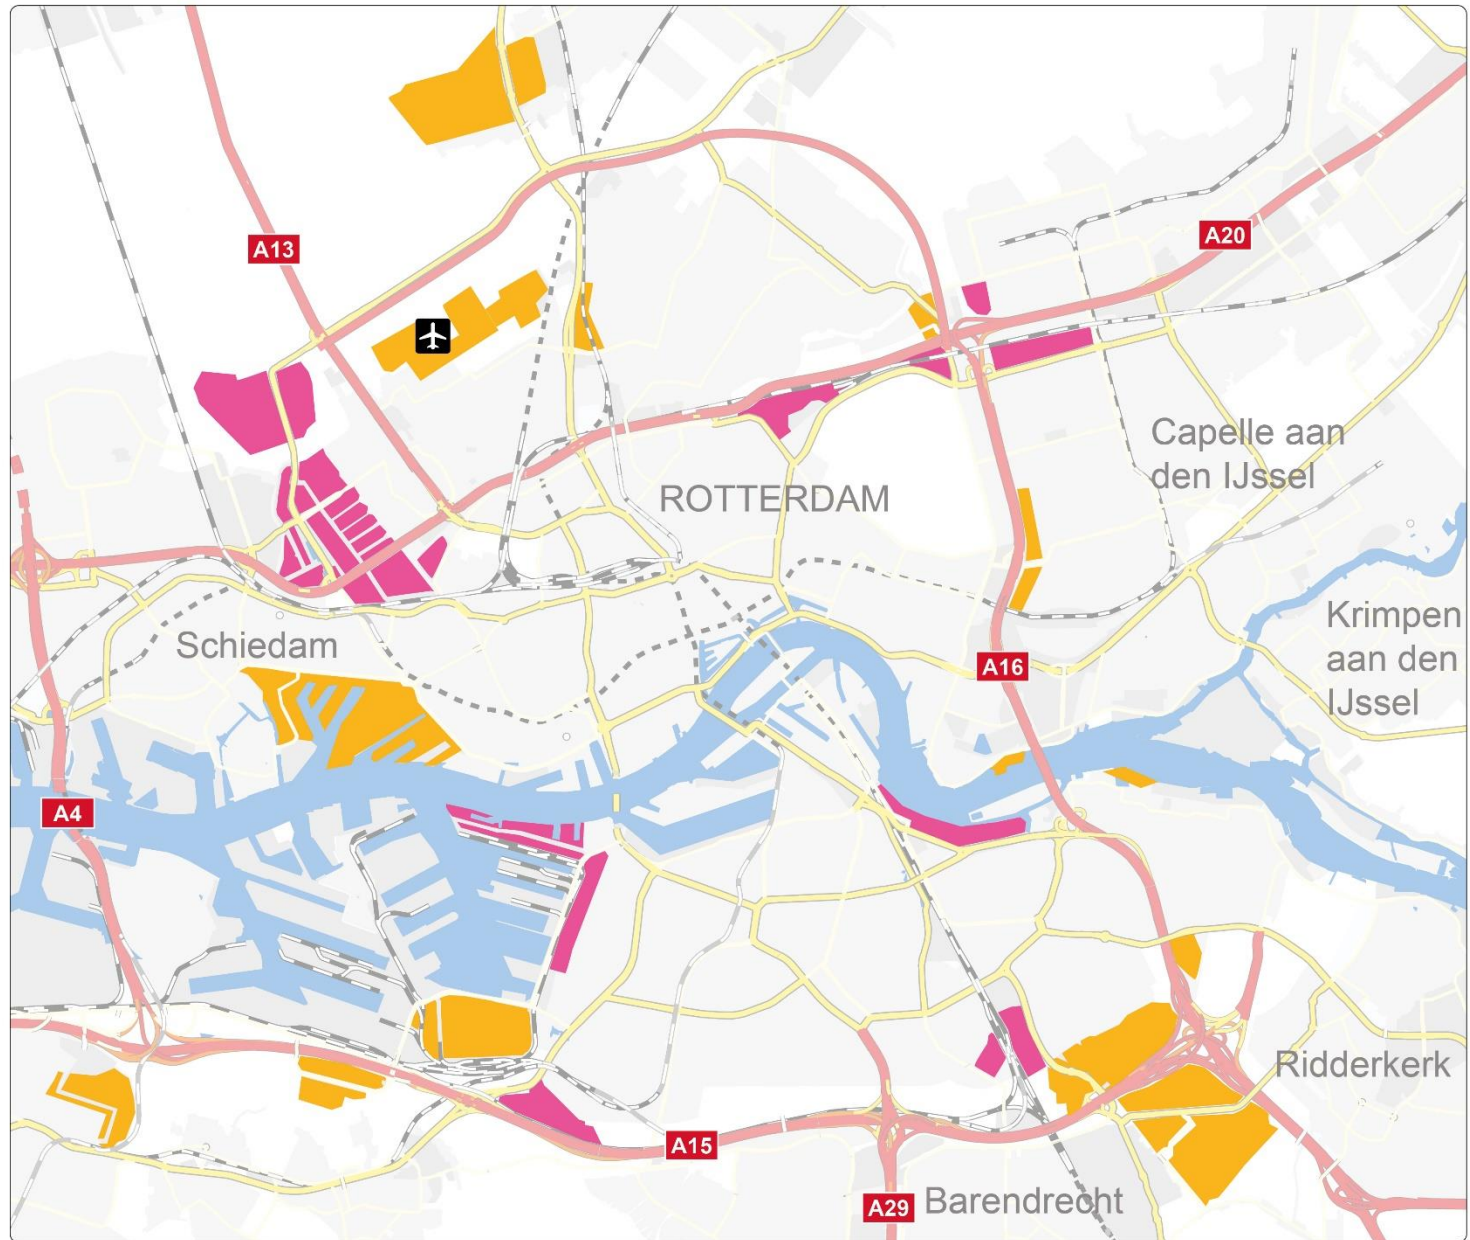 A13
A20
Capelle aan
den IJssel
ROTTERDAM
Krimpen
aan den
IJssel
Schiedam
A16
A4
Ridderkerk
A15
A29
Barendrecht